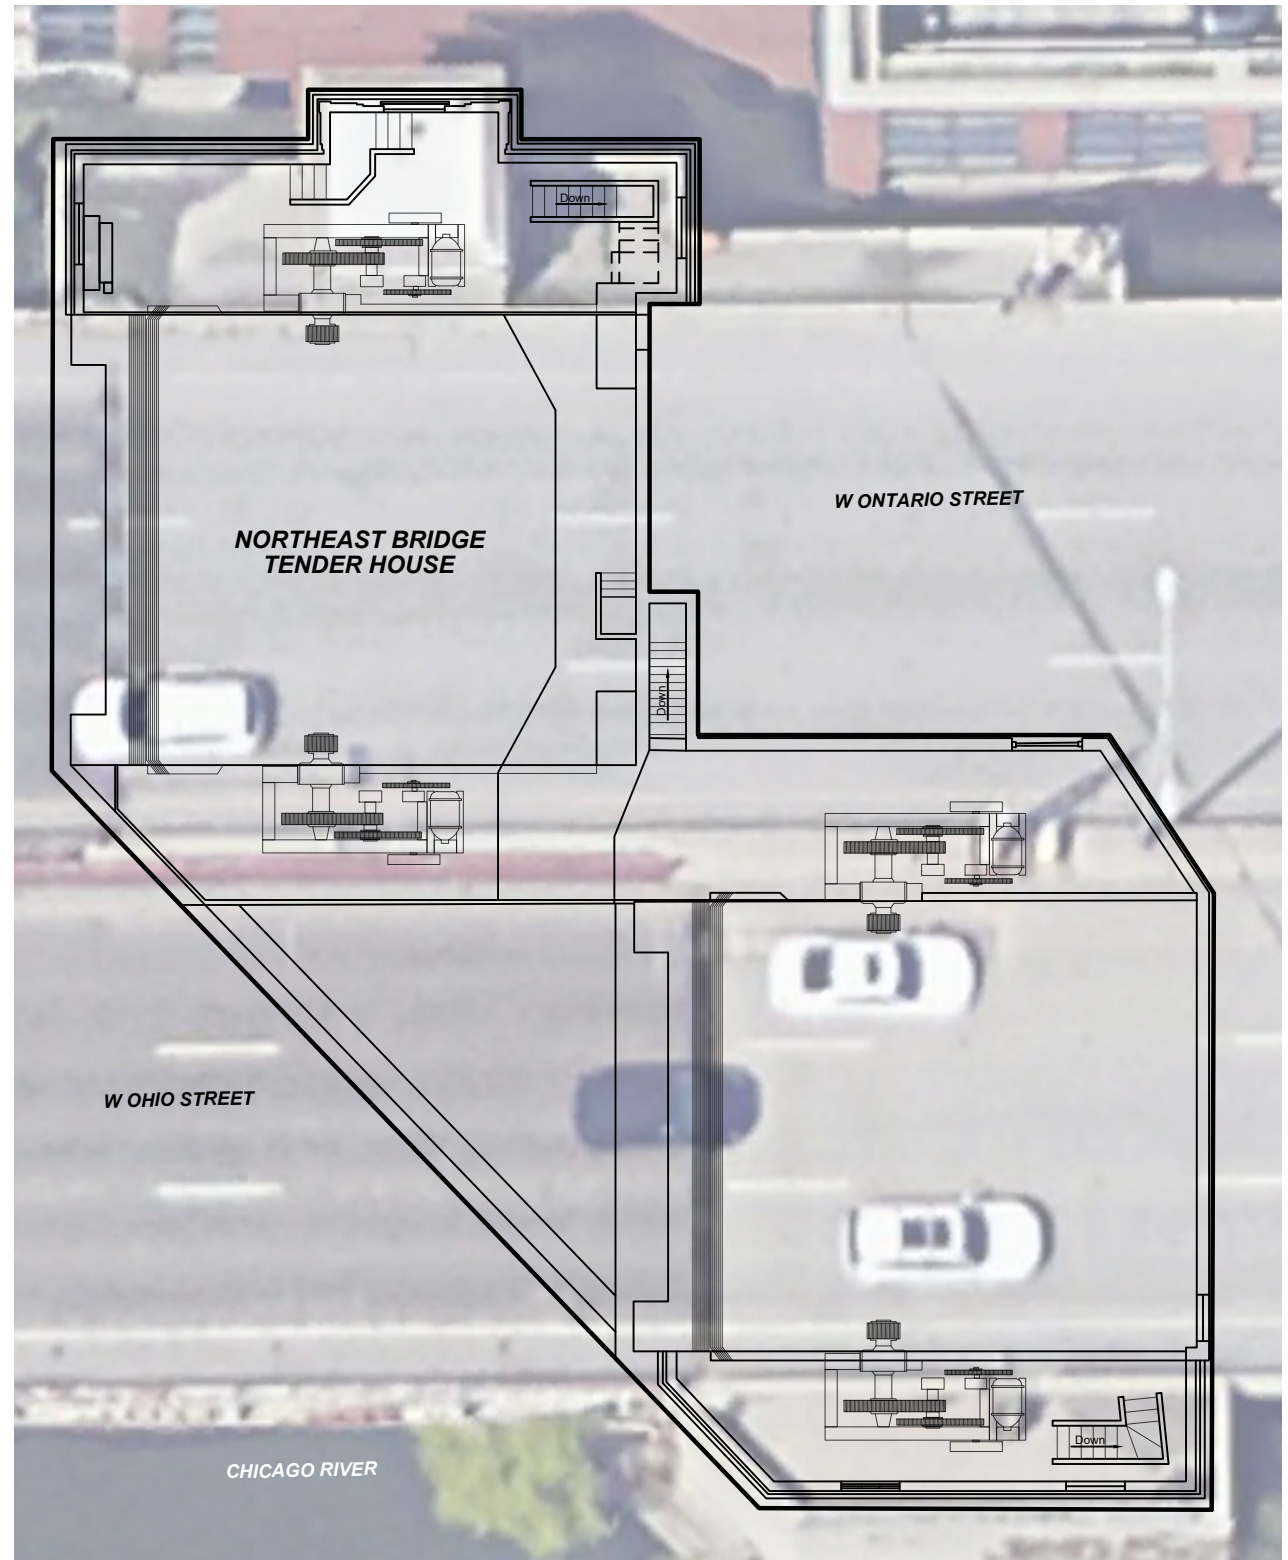 Down
W ONTARIO STREET
NORTHEAST BRIDGE
TENDER HOUSE
Down
W OHIO STREET
Down
CHICAGO RIVER